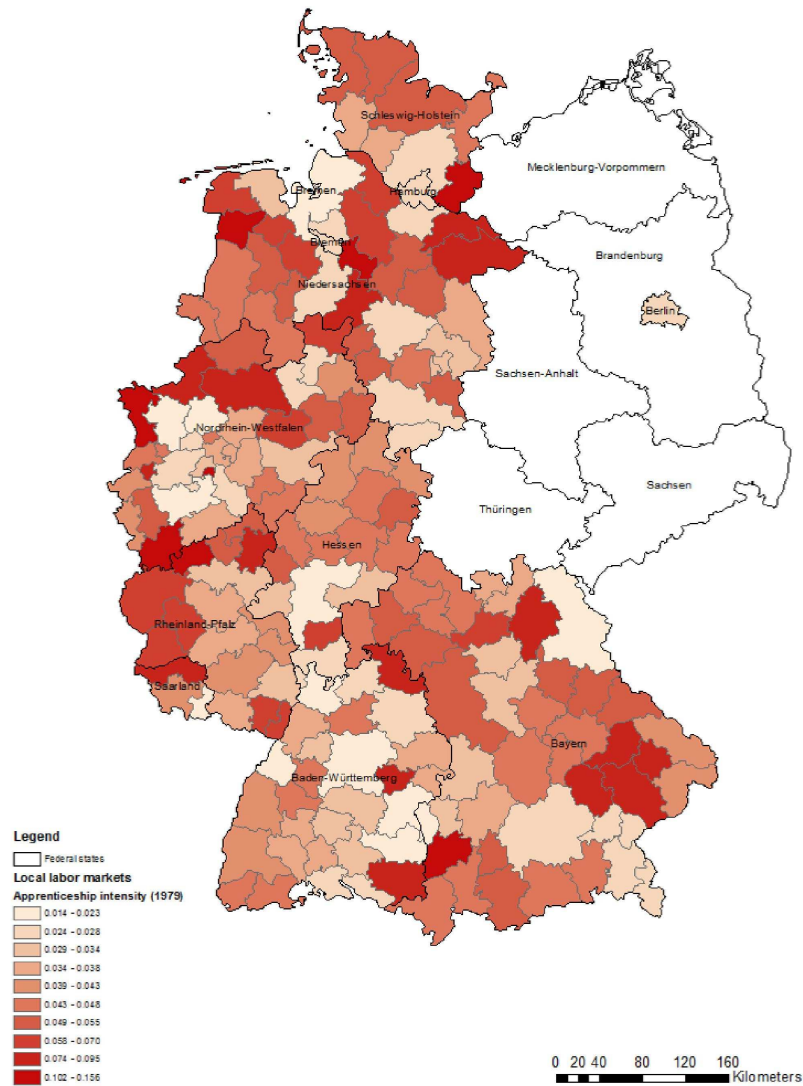 Schleswig-Holstein
Mecklenburg-Vorpommern
Bremen
Hamburg
Bremen
Brandenburg
Niedersachsen
Berlin
Sachsen-Anhalt
Nordrhein-Westfalen
Sachsen
Thüringen
Hessen
Rheinland-Pfalz
Saarland
Bayern
Baden-Württemberg
Legend
Federal states
Local labor markets
Apprenticeship intensity (1979)
0.014 - 0.023
0.024 - 0.028
0.029 - 0.034
0.034 - 0.038
0.039 - 0.043
0.043 - 0.048
0.049 - 0.055
0.058 - 0.070
0.074 - 0.095
0.102 - 0.156
0 20 40 80 120 160
Kilometers